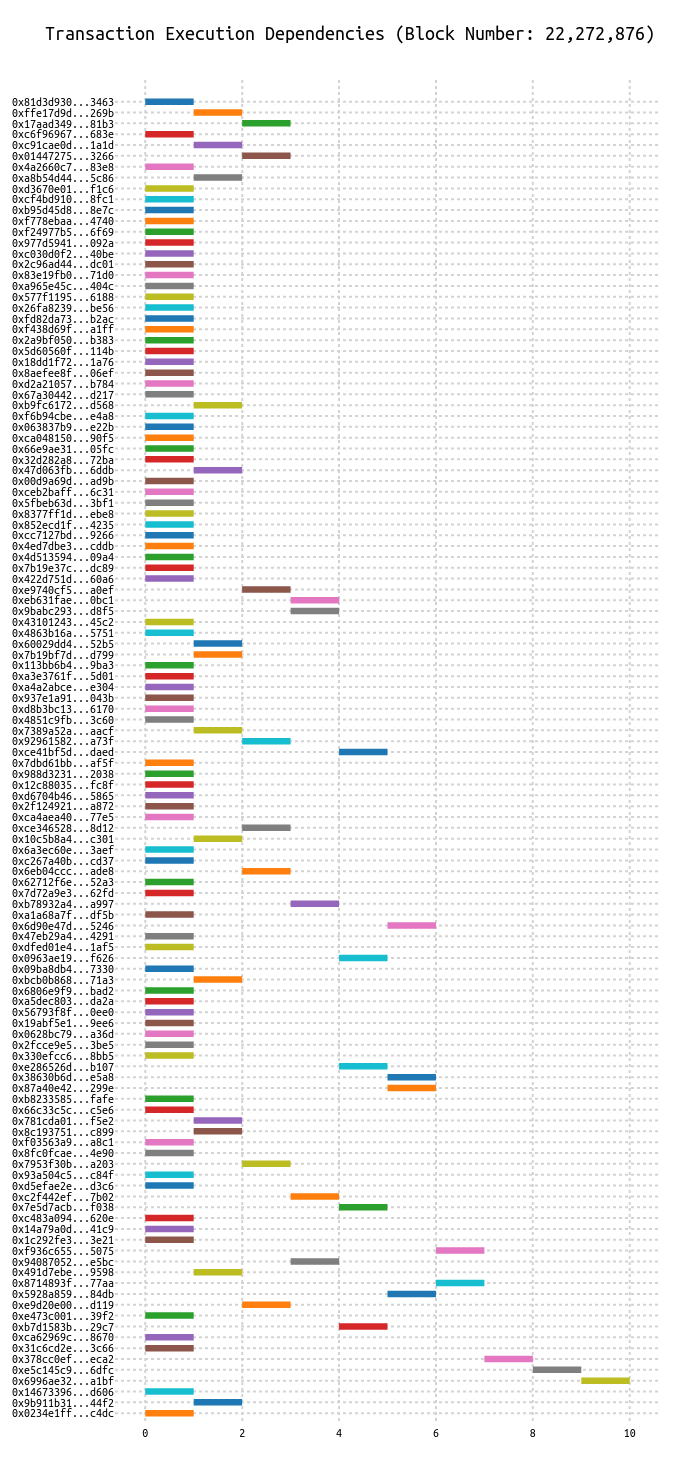 Transaction Execution Dependencies (Block Number: 22,272,876)
0x81d3d930...3463
0xffe17d9d...269b
0x17aad349...81b3
0xc6f96967...683e
0xc91cae0d...1a1d
0x01447275...3266
0x4a2660c7...83e8
0xa8b54d44...5c86
0xd3670e01...f1c6
0xcf4bd910...8fc1
0xb95d45d8...8e7c
0xf778ebaa...4740
0xf24977b5...6f69
0x977d5941...092a
0xc030d0f2...40be
0x2c96ad44...dc01
0x83e19fb0...71d0
0xa965e45c...404c
0x577f1195...6188
0x26fa8239...be56
0xfd82da73...b2ac
0xf438d69f...a1ff
0x2a9bf050...b383
0x5d60560f...114b
0x18dd1f72...1a76
0x8aefee8f...06ef
0xd2a21057...b784
0x67a30442...d217
0xb9fc6172...d568
0xf6b94cbe...e4a8
0x063837b9...e22b
0xca048150...90f5
0x66e9ae31...05fc
0x32d282a8...72ba
0x47d063fb...6ddb
0x00d9a69d...ad9b
0xceb2baff...6c31
0x5fbeb63d...3bf1
0x8377ff1d...ebe8
0x852ecd1f...4235
0xcc7127bd...9266
0x4ed7dbe3...cddb
0x4d513594...09a4
0x7b19e37c...dc89
0x422d751d...60a6
0xe9740cf5...a0ef
0xeb631fae...0bc1
0x9babc293...d8f5
0x43101243...45c2
0x4863b16a...5751
0x60029dd4...52b5
0x7b19bf7d...d799
0x113bb6b4...9ba3
0xa3e3761f...5d01
0xa4a2abce...e304
0x937e1a91...043b
0xd8b3bc13...6170
0x4851c9fb...3c60
0x7389a52a...aacf
0x92961582...a73f
0xce41bf5d...daed
0x7dbd61bb...af5f
0x988d3231...2038
0x12c88035...fc8f
0xd6704b46...5865
0x2f124921...a872
0xca4aea40...77e5
0xce346528...8d12
0x10c5b8a4...c301
0x6a3ec60e...3aef
0xc267a40b...cd37
0x6eb04ccc...ade8
0x62712f6e...52a3
0x7d72a9e3...62fd
0xb78932a4...a997
0xa1a68a7f...df5b
0x6d90e47d...5246
0x47eb29a4...4291
0xdfed01e4...1af5
0x0963ae19...f626
0x09ba8db4...7330
0xbcb0b868...71a3
0x6806e9f9...bad2
0xa5dec803...da2a
0x56793f8f...0ee0
0x19abf5e1...9ee6
0x0628bc79...a36d
0x2fcce9e5...3be5
0x330efcc6...8bb5
0xe286526d...b107
0x38630b6d...e5a8
0x87a40e42...299e
0xb8233585...fafe
0x66c33c5c...c5e6
0x781cda01...f5e2
0x8c193751...c899
0xf03563a9...a8c1
0x8fc0fcae...4e90
0x7953f30b...a203
0x93a504c5...c84f
0xd5efae2e...d3c6
0xc2f442ef...7b02
0x7e5d7acb...f038
0xc483a094...620e
0x14a79a0d...41c9
0x1c292fe3...3e21
0xf936c655...5075
0x94087052...e5bc
0x491d7ebe...9598
0x8714893f...77aa
0x5928a859...84db
0xe9d20e00...d119
0xe473c001...39f2
0xb7d1583b...29c7
0xca62969c...8670
0x31c6cd2e...3c66
0x378cc0ef...eca2
0xe5c145c9...6dfc
0x6996ae32...a1bf
0x14673396...d606
0x9b911b31...44f2
0x0234e1ff...c4dc
0 2 4 6 8 10